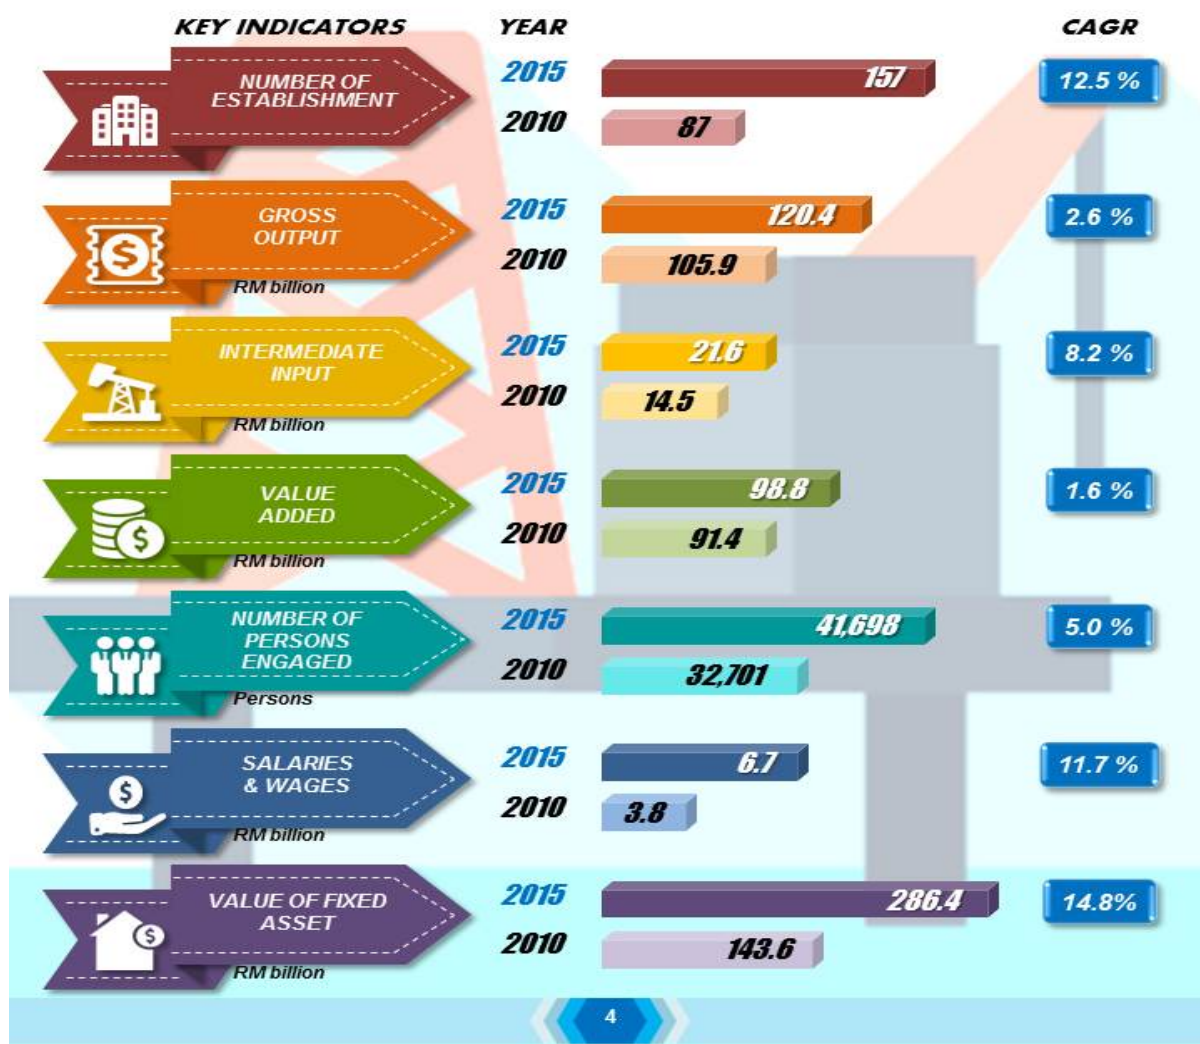 KEY INDICATORS YEAR CAGR
NUMBER OF
ESTABLISHMENT
2015 157
2010 87
12.5 %
GROSS
OUTPUT
RM billion
2015 120.4
2010 105.9
2.6 %
INTERMEDIATE
INPUT
RM billion
2015 21.6
2010 14.5
8.2 %
VALUE
ADDED
RM billion
2015 98.8
2010 91.4
1.6 %
NUMBER OF
PERSONS
ENGAGED
Persons
2015 41,698
2010 32,701
5.0 %
SALARIES
& WAGES
RM billion
2015 6.7
2010 3.8
11.7 %
VALUE OF FIXED
ASSET
RM billion
2015 286.4
2010 143.6
14.8%
4